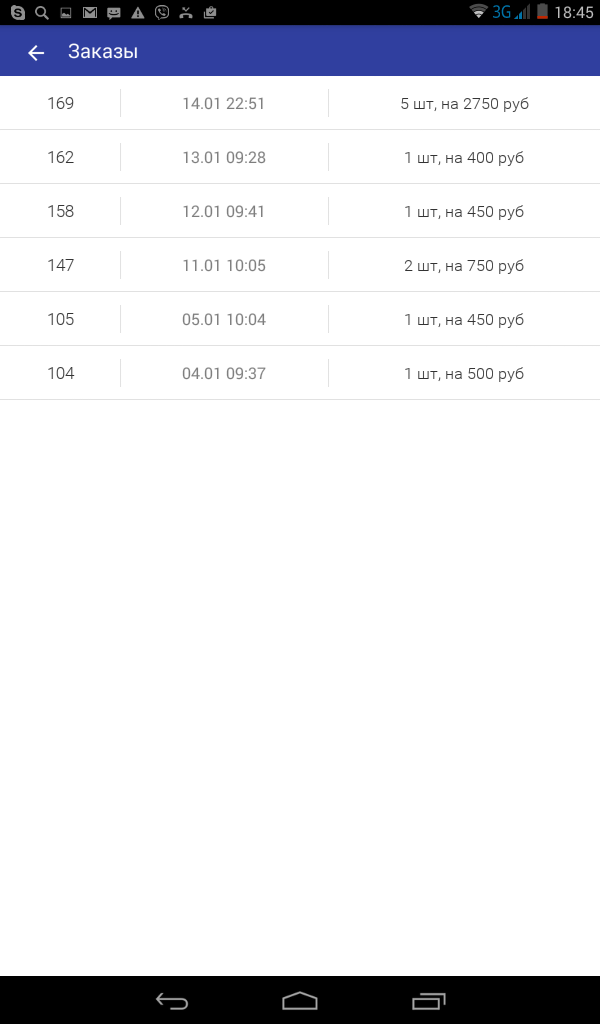 3G 18:45
Заказы
169 14.01 22:51 5 шт, на 2750 руб
162 13.01 09:28 1 шт, на 400 руб
158 12.01 09:41 1 шт, на 450 руб
147 11.01 10:05 2 шт, на 750 руб
105 05.01 10:04 1 шт, на 450 руб
104 04.01 09:37 1 шт, на 500 руб